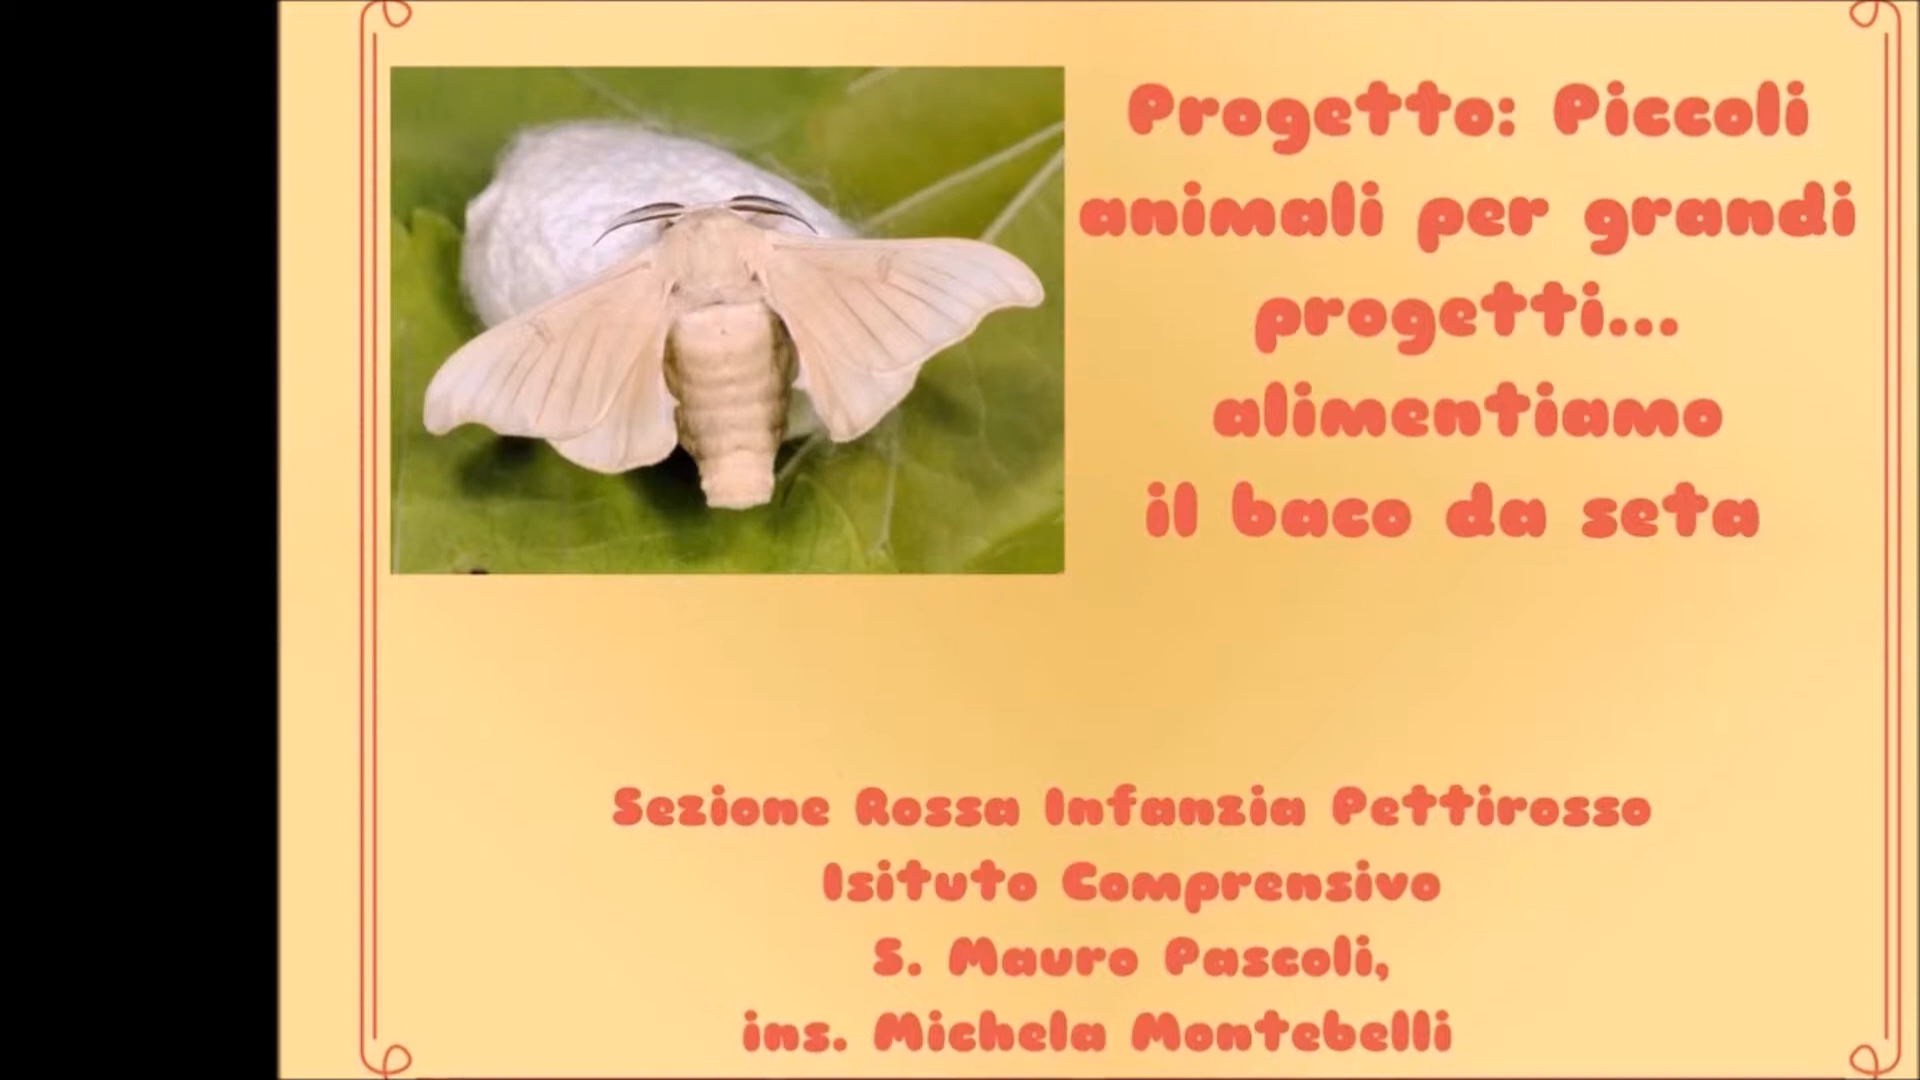 Progetto: Piccoli
animali per grandi
progetti...
alimentiamo
il baco da seta
Sezione Rossa Infanzia Pettirosso
Isituto Comprensivo
S. Mauro Pascoli,
ins. Michela Montebelli